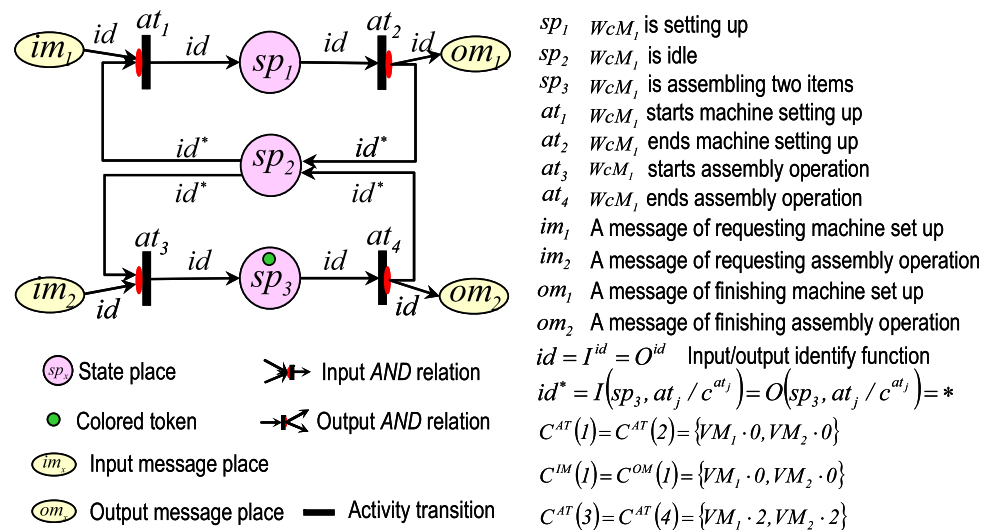 im₁ id at₁ id sp₁ id at₂ id om₁
id* sp₂ id*
id* id*
im₂ id at₃ id sp₃ id at₄ id om₂
spₓ State place
Input AND relation
Colored token
Output AND relation
imₓ Input message place
omₓ Output message place
Activity transition
sp₁ WcM₁ is setting up
sp₂ WcM₁ is idle
sp₃ WcM₁ is assembling two items
at₁ WcM₁ starts machine setting up
at₂ WcM₁ ends machine setting up
at₃ WcM₁ starts assembly operation
at₄ WcM₁ ends assembly operation
im₁ A message of requesting machine set up
im₂ A message of requesting assembly operation
om₁ A message of finishing machine set up
om₂ A message of finishing assembly operation
id = I^id = O^id Input/output identify function
id* = I(sp₃, at_j / c^at_j) = O(sp₃, at_j / c^at_j) = *
C^AT(1) = C^AT(2) = {VM₁ · 0, VM₂ · 0}
C^IM(1) = C^OM(1) = {VM₁ · 0, VM₂ · 0}
C^AT(3) = C^AT(4) = {VM₁ · 2, VM₂ · 2}